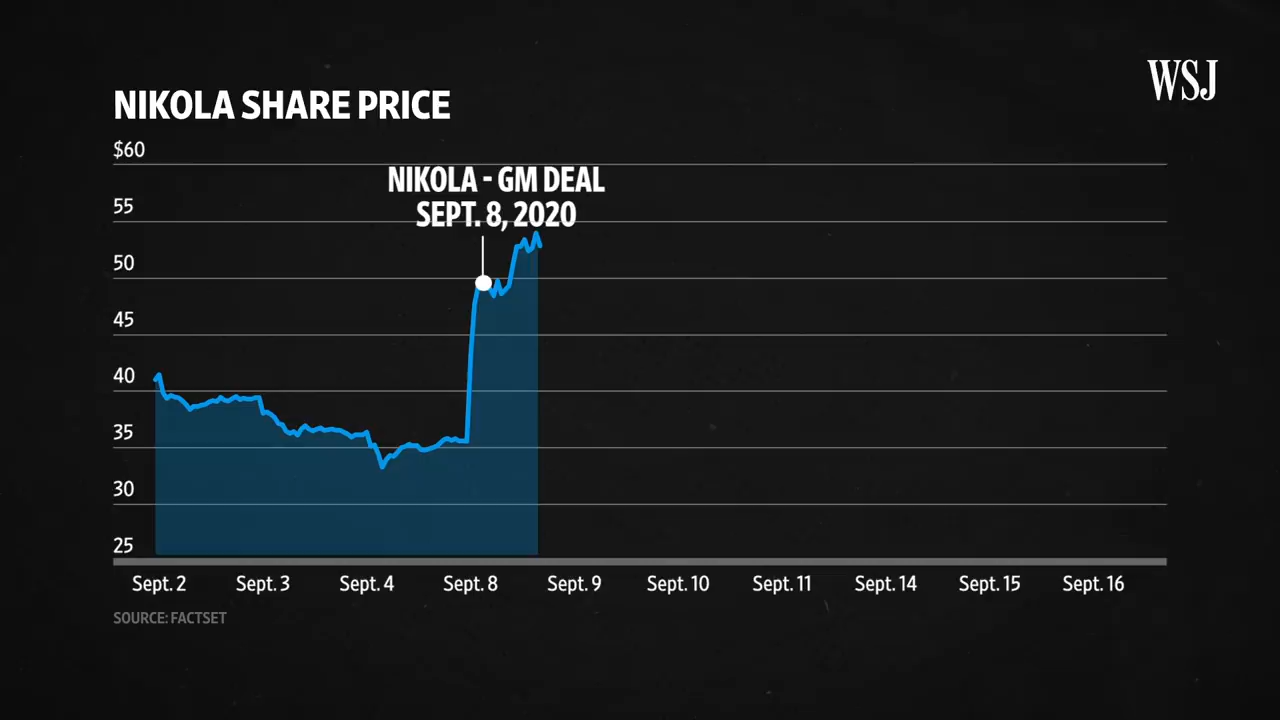 WSJ
NIKOLA SHARE PRICE
$60
NIKOLA - GM DEAL
SEPT. 8, 2020
55
50
45
40
35
30
25
Sept. 2 Sept. 3 Sept. 4 Sept. 8 Sept. 9 Sept. 10 Sept. 11 Sept. 14 Sept. 15 Sept. 16
SOURCE: FACTSET